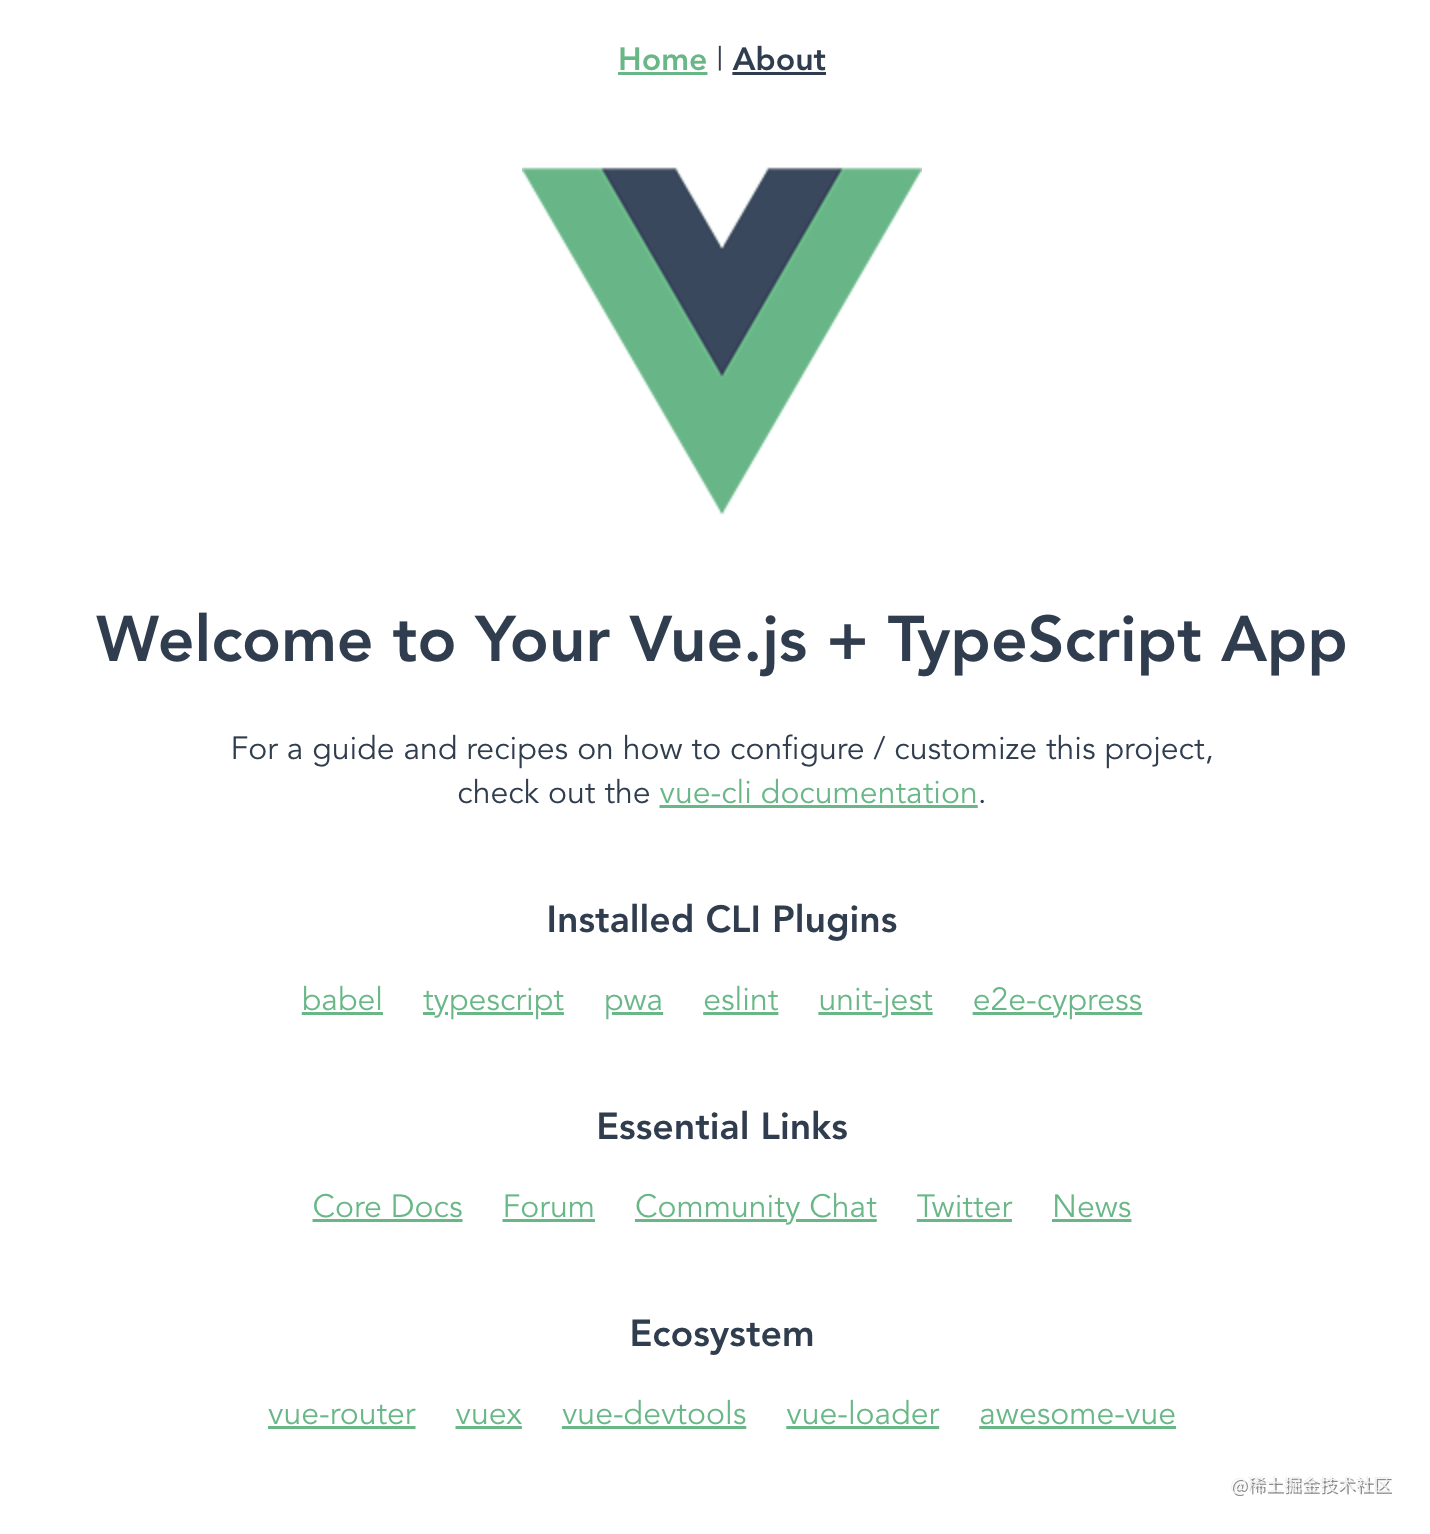 Home | About
Welcome to Your Vue.js + TypeScript App
For a guide and recipes on how to configure / customize this project,
check out the vue-cli documentation.
Installed CLI Plugins
babel typescript pwa eslint unit-jest e2e-cypress
Essential Links
Core Docs Forum Community Chat Twitter News
Ecosystem
vue-router vuex vue-devtools vue-loader awesome-vue
@稀土掘金技术社区